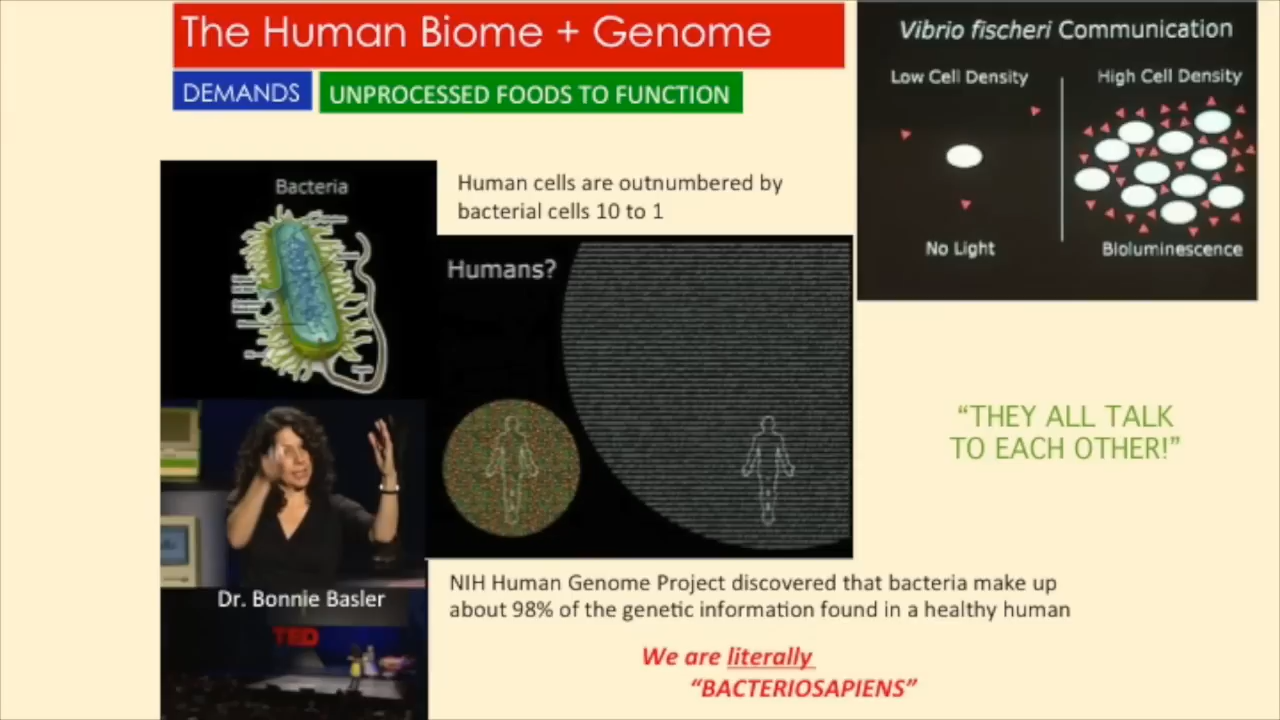 The Human Biome + Genome
DEMANDS
UNPROCESSED FOODS TO FUNCTION
Vibrio fischeri Communication
Low Cell Density
High Cell Density
No Light
Bioluminescence
Bacteria
Human cells are outnumbered by
bacterial cells 10 to 1
Humans?
"THEY ALL TALK
TO EACH OTHER!"
Dr. Bonnie Basler
TED
NIH Human Genome Project discovered that bacteria make up
about 98% of the genetic information found in a healthy human
We are literally
"BACTERIOSAPIENS"